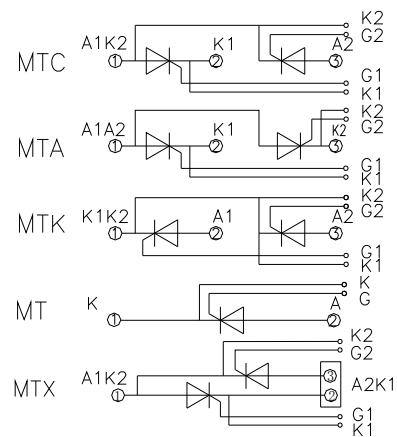 K2
A1K2 K1 A2 G2
MTC 1 2 3
G1
K1
A1A2 K1 K2 K2
G2
MTA 1 2 3
G1
K1
K2
K1K2 A1 A2 G2
MTK 1 2 3
G1
K1
K
K A G
MT 1 2
K2
G2
A1K2 3 A2K1
MTX 1 2
G1
K1